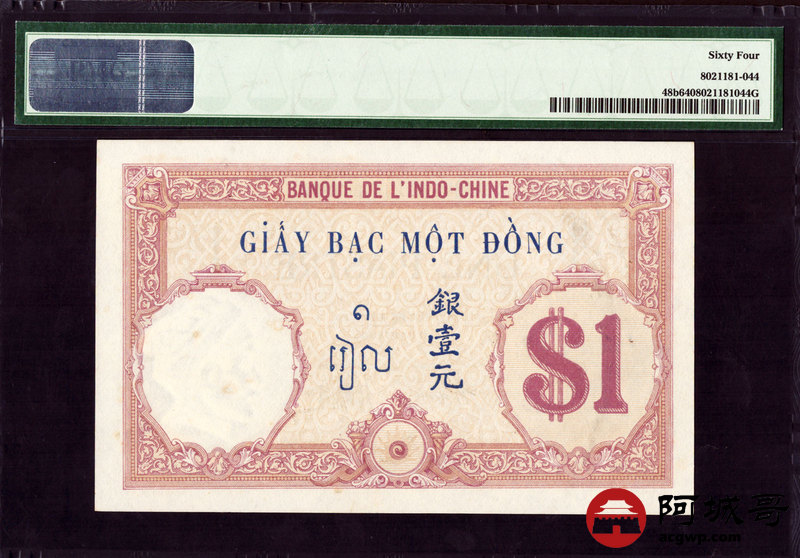 Sixty Four
8021181-044
48b6408021181044G
BANQUE DE L'INDO-CHINE
GIẤY BẠC MỘT ĐỒNG
១
រៀល
銀壹元
$1
阿城哥
acgwp.com